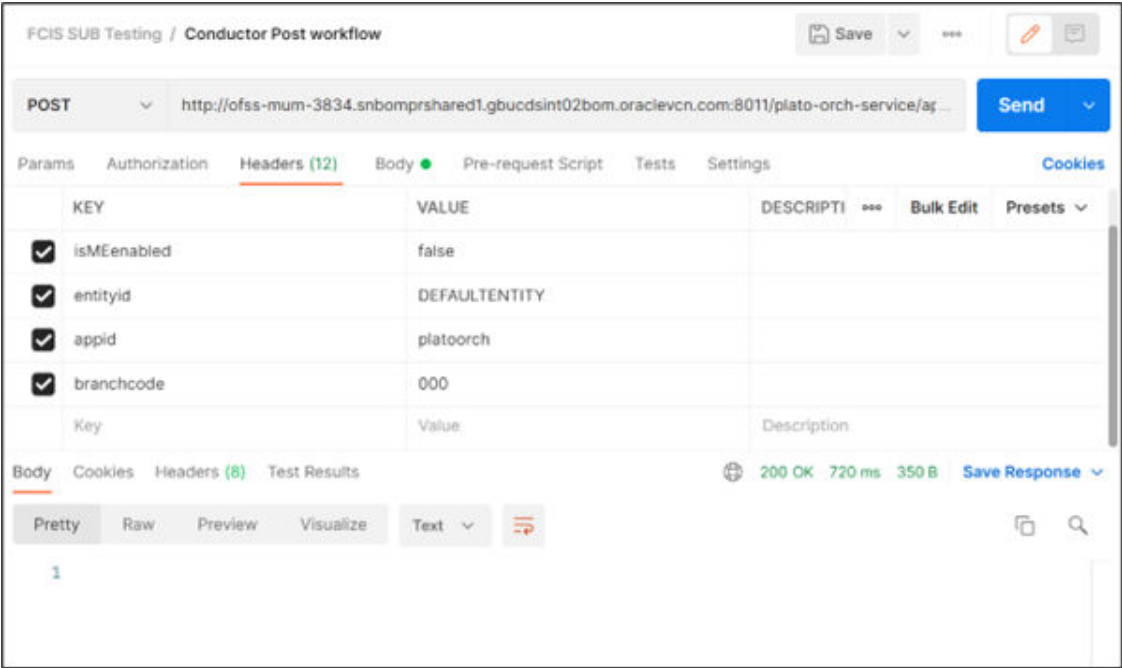 FCIS SUB Testing / Conductor Post workflow Save
POST http://ofss-mum-3834.snbomprshared1.gbucdsint02bom.oraclevcn.com:8011/plato-orch-service/ap... Send
Params Authorization Headers (12) Body Pre-request Script Tests Settings Cookies
KEY VALUE DESCRIPTI Bulk Edit Presets
isMEenabled false
entityid DEFAULTENTITY
appid platoorch
branchcode 000
Key Value Description
Body Cookies Headers (8) Test Results 200 OK 720 ms 350 B Save Response
Pretty Raw Preview Visualize Text
1